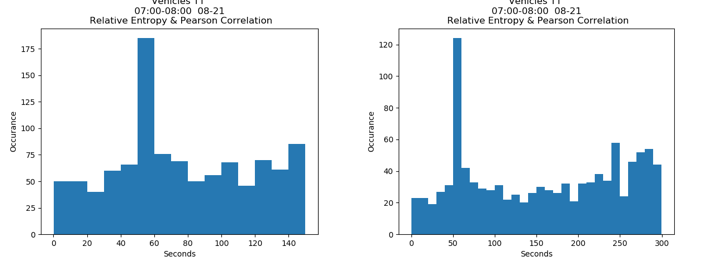 Vehicles TT
07:00-08:00 08-21
Relative Entropy & Pearson Correlation
175
150
125
100
75
50
25
0
Occurance
0 20 40 60 80 100 120 140
Seconds
Vehicles TT
07:00-08:00 08-21
Relative Entropy & Pearson Correlation
120
100
80
60
40
20
0
Occurance
0 50 100 150 200 250 300
Seconds